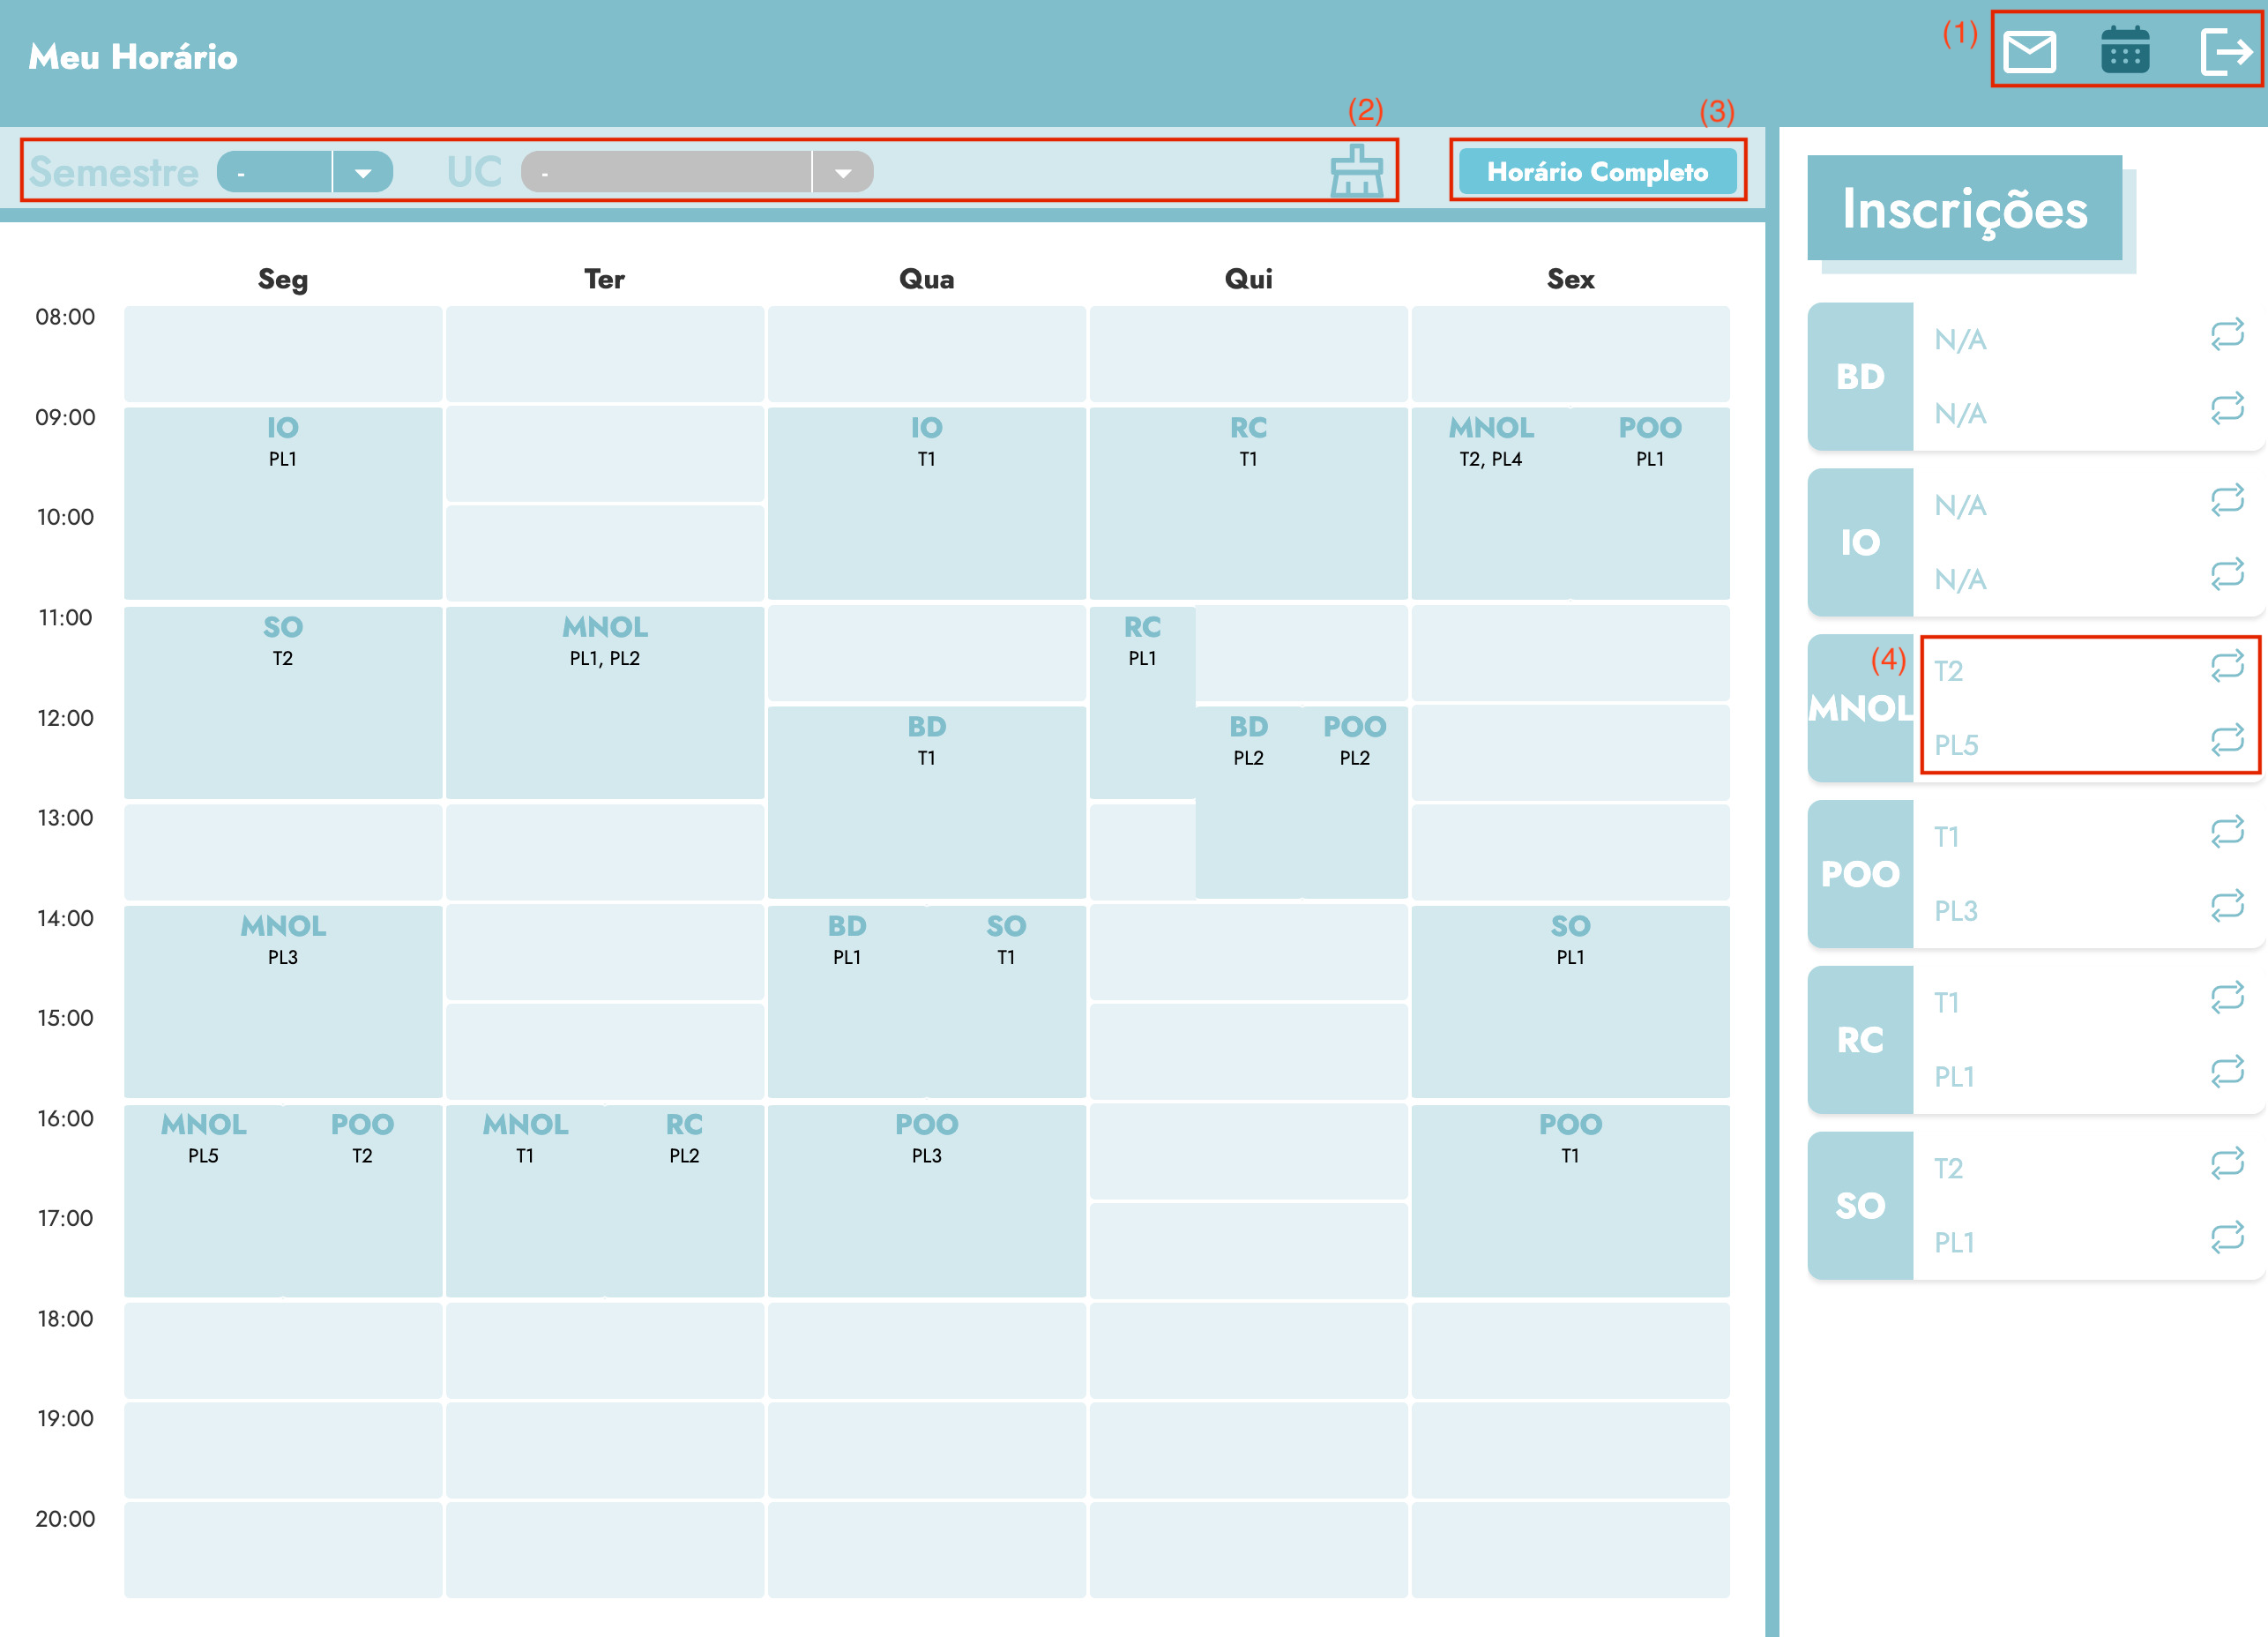 Meu Horário
(1)
(2)
(3)
Semestre - UC -
Horário Completo
Inscrições
Seg Ter Qua Qui Sex
08:00
09:00
IO
PL1
IO
T1
RC
T1
MNOL
T2, PL4
POO
PL1
10:00
11:00
SO
T2
MNOL
PL1, PL2
RC
PL1
12:00
BD
T1
BD
PL2
POO
PL2
13:00
14:00
MNOL
PL3
BD
PL1
SO
T1
SO
PL1
15:00
16:00
MNOL
PL5
POO
T2
MNOL
T1
RC
PL2
POO
PL3
POO
T1
17:00
18:00
19:00
20:00
BD
N/A
N/A
IO
N/A
N/A
(4)
MNOL
T2
PL5
POO
T1
PL3
RC
T1
PL1
SO
T2
PL1